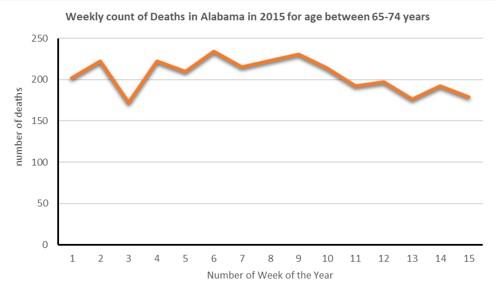 Weekly count of Deaths in Alabama in 2015 for age between 65-74 years
number of deaths
250
200
150
100
50
0
1 2 3 4 5 6 7 8 9 10 11 12 13 14 15
Number of Week of the Year